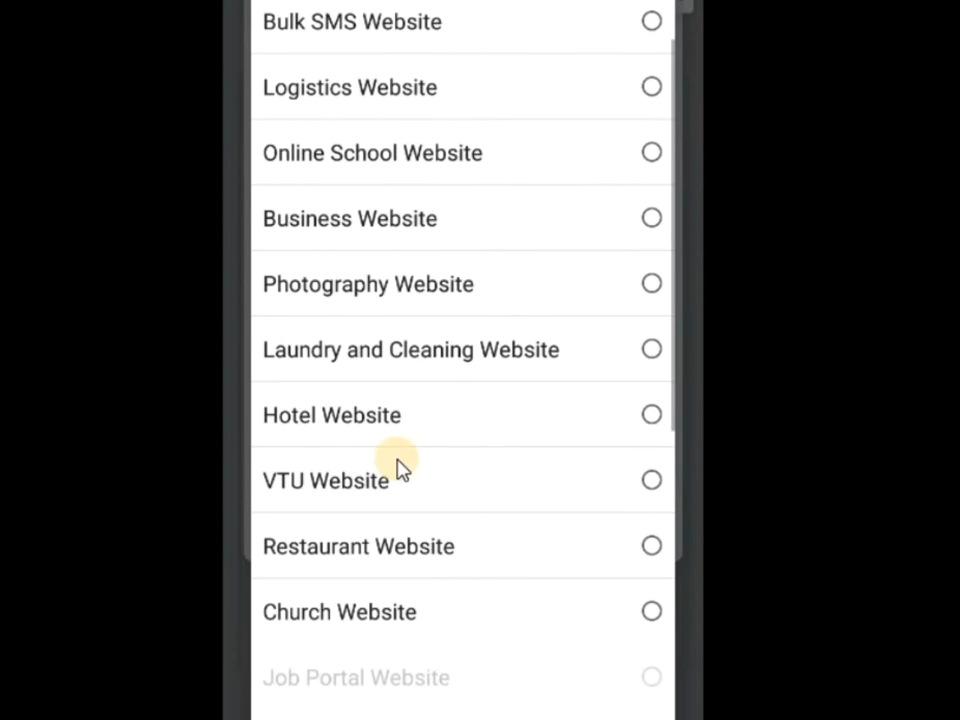 Bulk SMS Website
Logistics Website
Online School Website
Business Website
Photography Website
Laundry and Cleaning Website
Hotel Website
VTU Website
Restaurant Website
Church Website
Job Portal Website